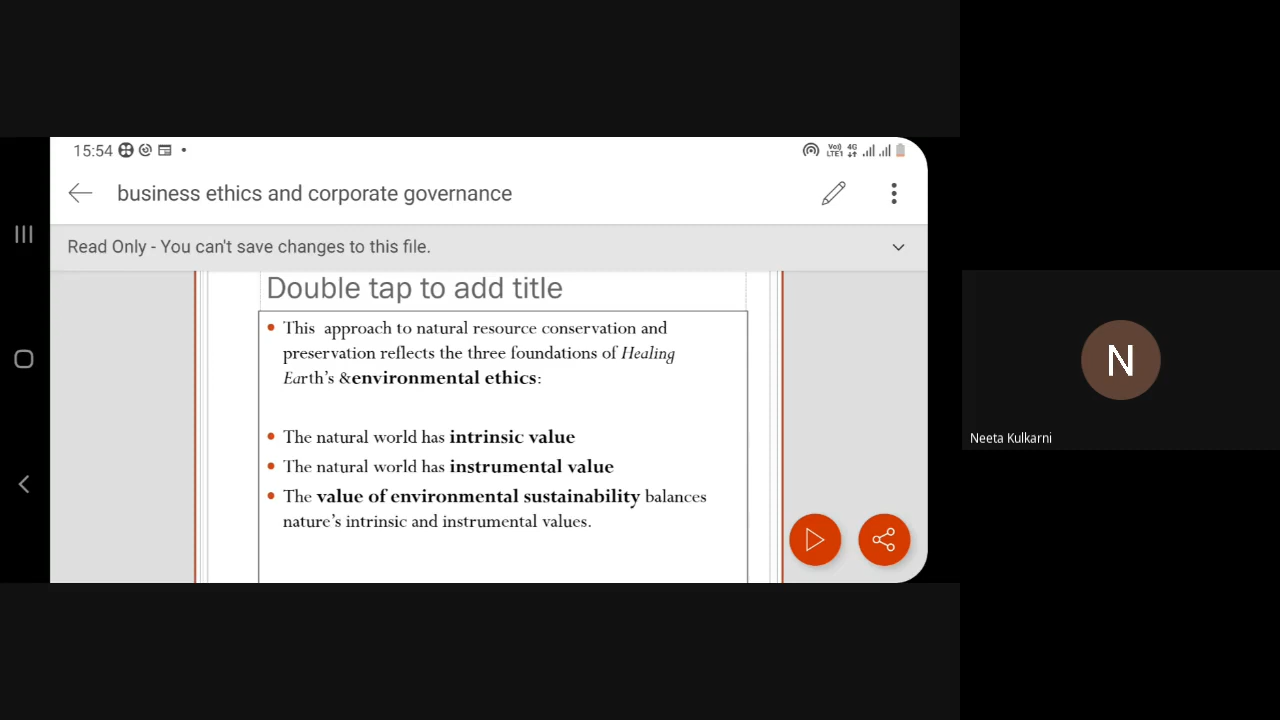 15:54
Vo) 4G
LTE1
business ethics and corporate governance
Read Only - You can't save changes to this file.
Double tap to add title
• This  approach to natural resource conservation and
preservation reflects the three foundations of Healing
Earth's &environmental ethics:
• The natural world has intrinsic value
• The natural world has instrumental value
• The value of environmental sustainability balances
nature's intrinsic and instrumental values.
N
Neeta Kulkarni